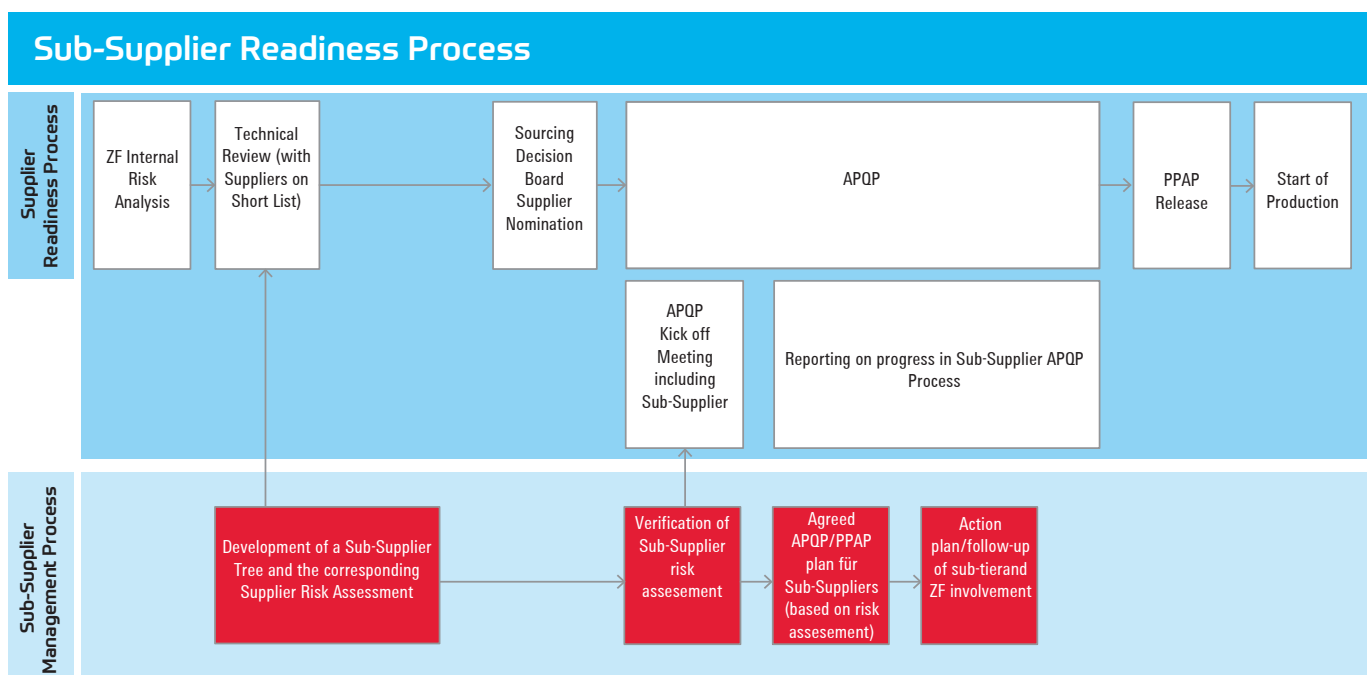 Sub-Supplier Readiness Process
Supplier
Readiness Process
ZF Internal
Risk
Analysis
Technical
Review (with
Suppliers on
Short List)
Sourcing
Decision
Board
Supplier
Nomination
APQP
PPAP
Release
Start of
Production
APQP
Kick off
Meeting
including
Sub-Supplier
Reporting on progress in Sub-Supplier APQP
Process
Sub-Supplier
Management Process
Development of a Sub-Supplier
Tree and the corresponding
Supplier Risk Assessment
Verification of
Sub-Supplier
risk
assesement
Agreed
APQP/PPAP
plan für
Sub-Suppliers
(based on risk
assesement)
Action
plan/follow-up
of sub-tierand
ZF involvement